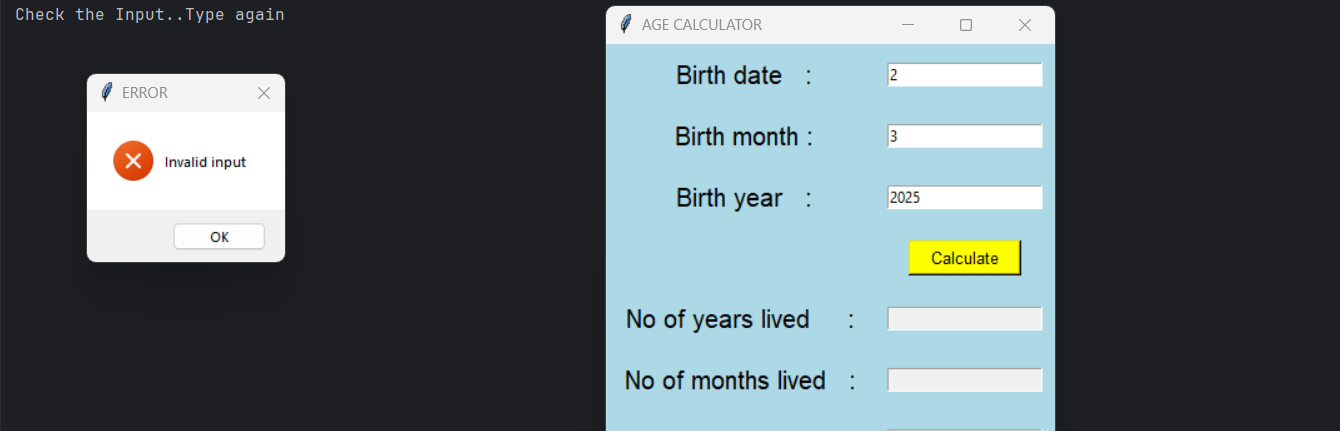 Check the Input..Type again
ERROR
Invalid input
OK
AGE CALCULATOR
Birth date : 2
Birth month : 3
Birth year : 2025
Calculate
No of years lived :
No of months lived :